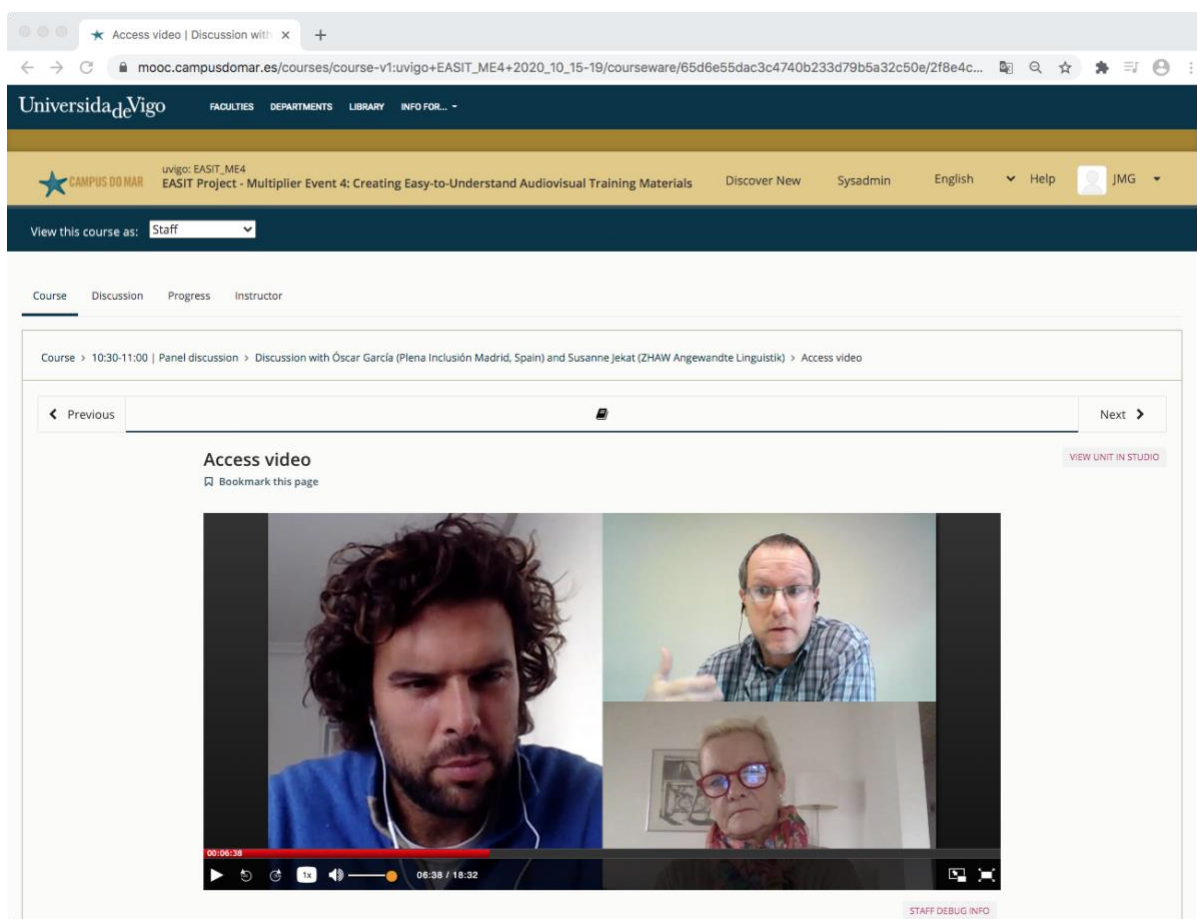 Access video | Discussion with
mooc.campusdomar.es/courses/course-v1:uvigo+EASIT_ME4+2020_10_15-19/courseware/65d6e55dac3c4740b233d79b5a32c50e/2f8e4c...
UniversidadeVigo FACULTIES DEPARTMENTS LIBRARY INFO FOR...
CAMPUS DO MAR
uvigo: EASIT_ME4
EASIT Project - Multiplier Event 4: Creating Easy-to-Understand Audiovisual Training Materials
Discover New Sysadmin English Help JMG
View this course as: Staff
Course Discussion Progress Instructor
Course > 10:30-11:00 | Panel discussion > Discussion with Óscar García (Plena Inclusión Madrid, Spain) and Susanne Jekat (ZHAW Angewandte Linguistik) > Access video
Previous Next
Access video
VIEW UNIT IN STUDIO
Bookmark this page
00:06:38
1x 06:38 / 18:32
STAFF DEBUG INFO